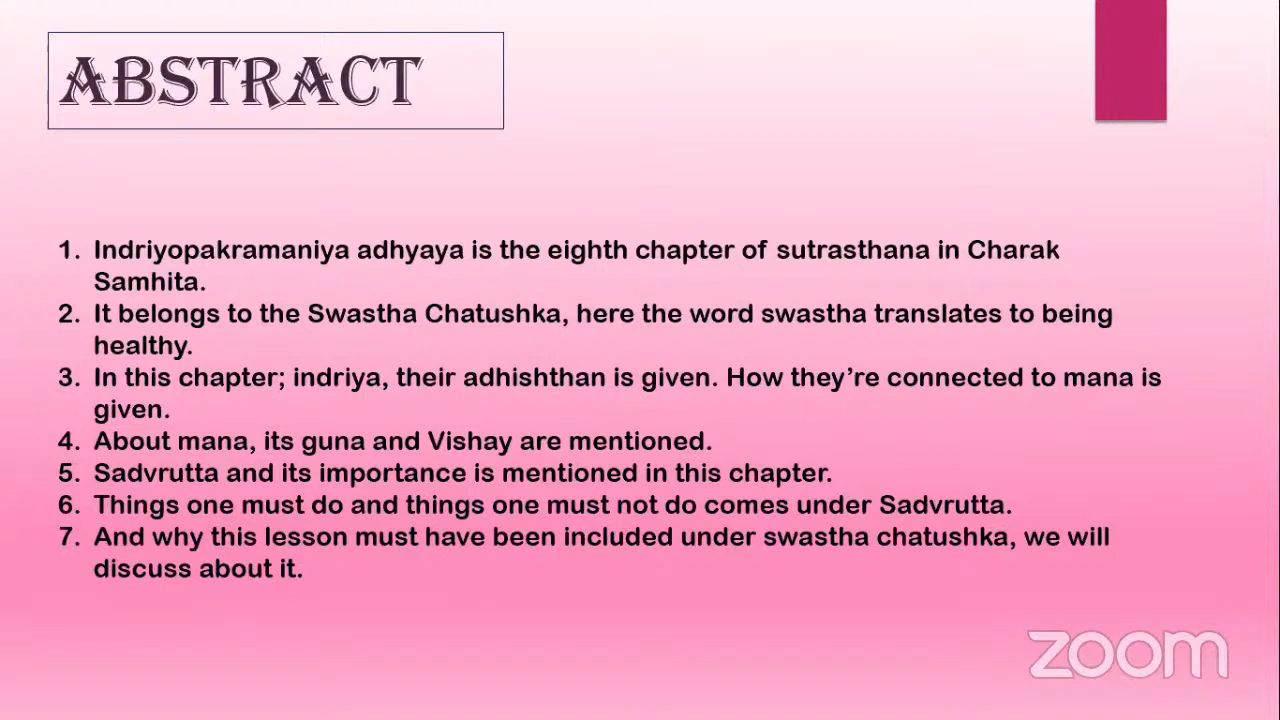 ABSTRACT
1. Indriyopakramaniya adhyaya is the eighth chapter of sutrasthana in Charak
Samhita.
2. It belongs to the Swastha Chatushka, here the word swastha translates to being
healthy.
3. In this chapter; indriya, their adhishthan is given. How they're connected to mana is
given.
4. About mana, its guna and Vishay are mentioned.
5. Sadvrutta and its importance is mentioned in this chapter.
6. Things one must do and things one must not do comes under Sadvrutta.
7. And why this lesson must have been included under swastha chatushka, we will
discuss about it.
zoom